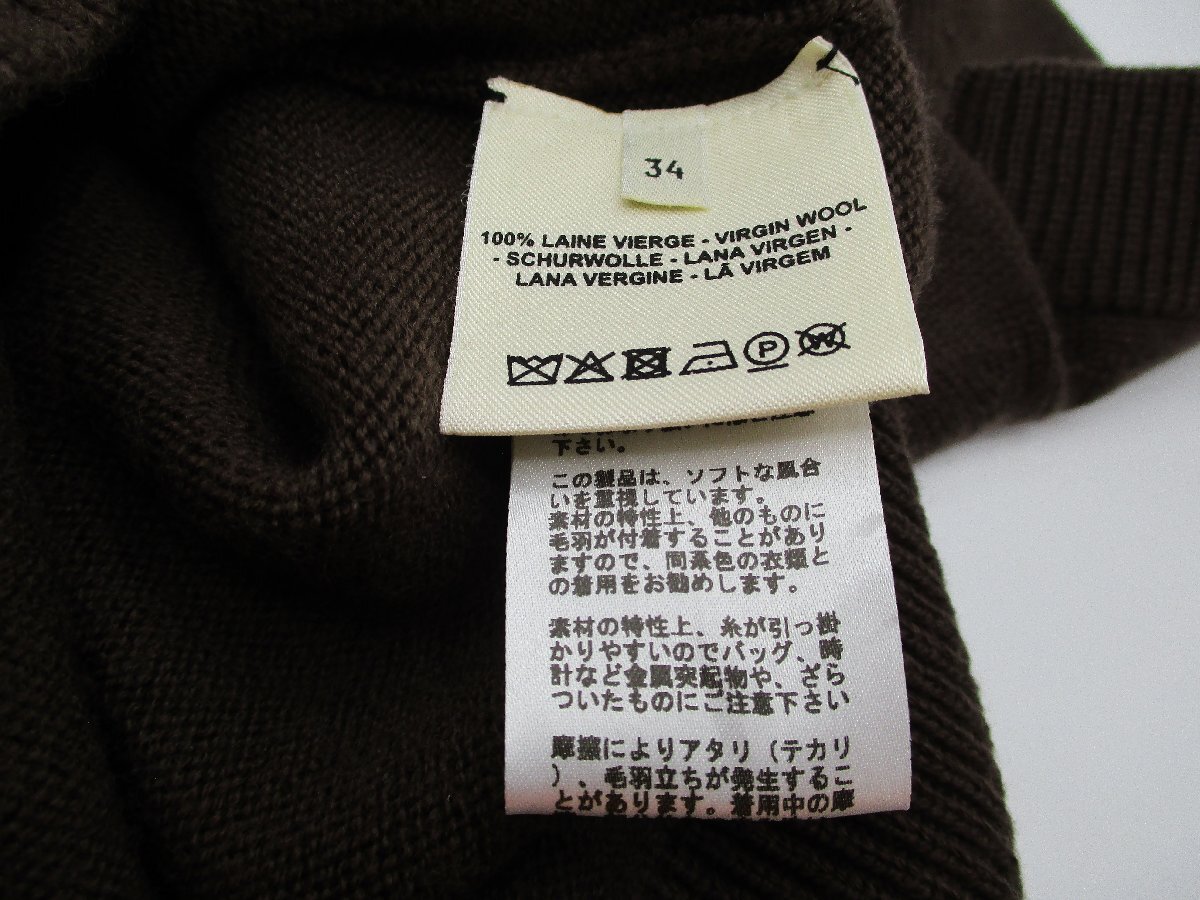 34
100% LAINE VIERGE - VIRGIN WOOL
- SCHURWOLLE - LANA VIRGEN -
LANA VERGINE - LÃ VIRGEM
P
W
下さい。
この製品は、ソフトな風合
いを重視しています。
素材の特性上、他のものに
毛羽が付着することがあり
ますので、同系色の衣類と
の着用をお勧めします。
素材の特性上、糸が引っ掛
かりやすいのでバッグ、時
計など金属突起物や、ざら
ついたものにご注意下さい
摩擦によりアタリ（テカリ
）、毛羽立ちが発生するこ
とがあります。着用中の摩